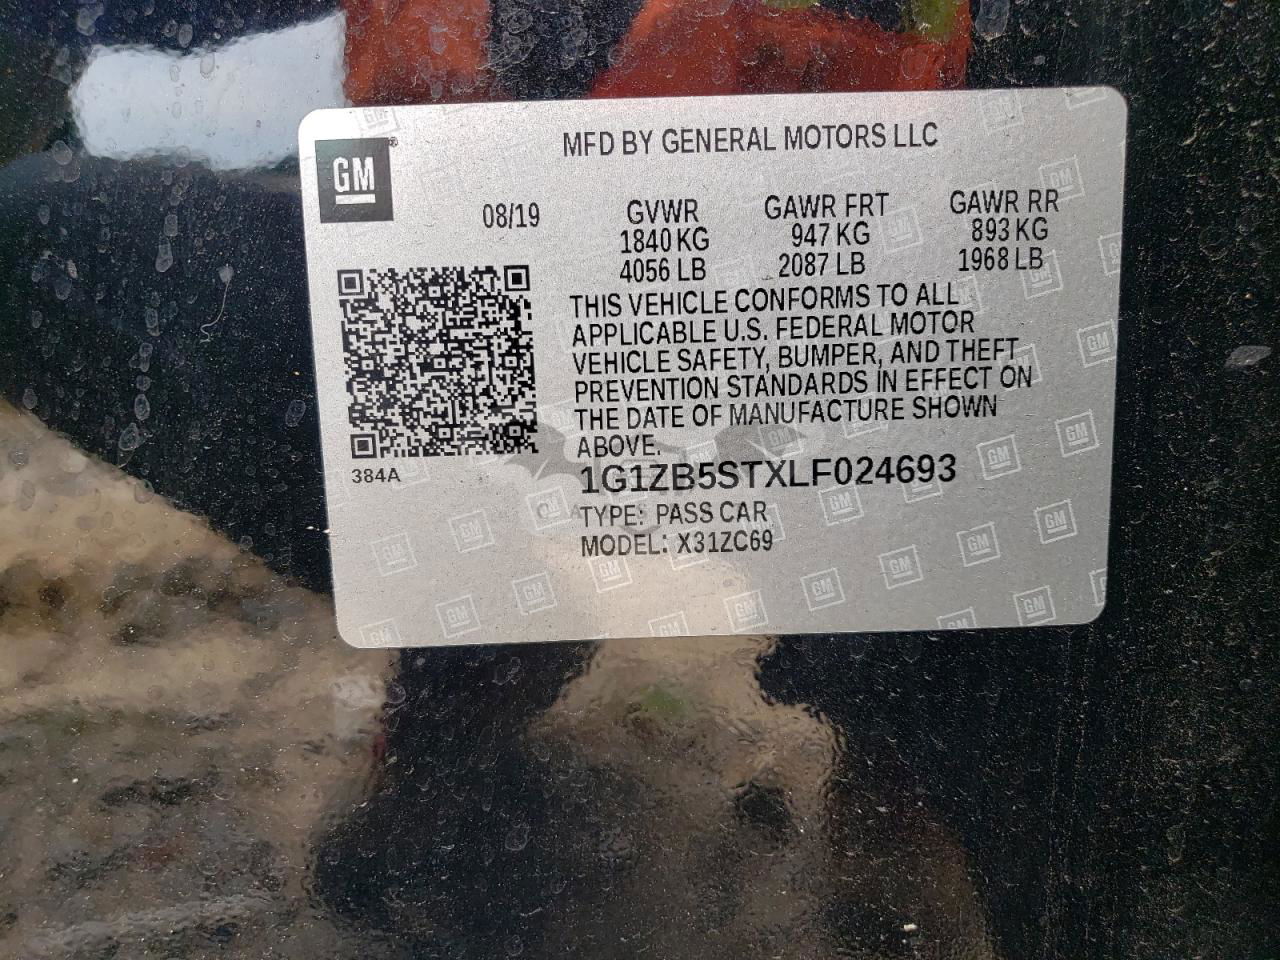 MFD BY GENERAL MOTORS LLC
GM®
08/19
GVWR GAWR FRT GAWR RR
1840 KG 947 KG 893 KG
4056 LB 2087 LB 1968 LB
THIS VEHICLE CONFORMS TO ALL
APPLICABLE U.S. FEDERAL MOTOR
VEHICLE SAFETY, BUMPER, AND THEFT
PREVENTION STANDARDS IN EFFECT ON
THE DATE OF MANUFACTURE SHOWN
ABOVE.
384A
1G1ZB5STXLF024693
TYPE: PASS CAR
MODEL: X31ZC69